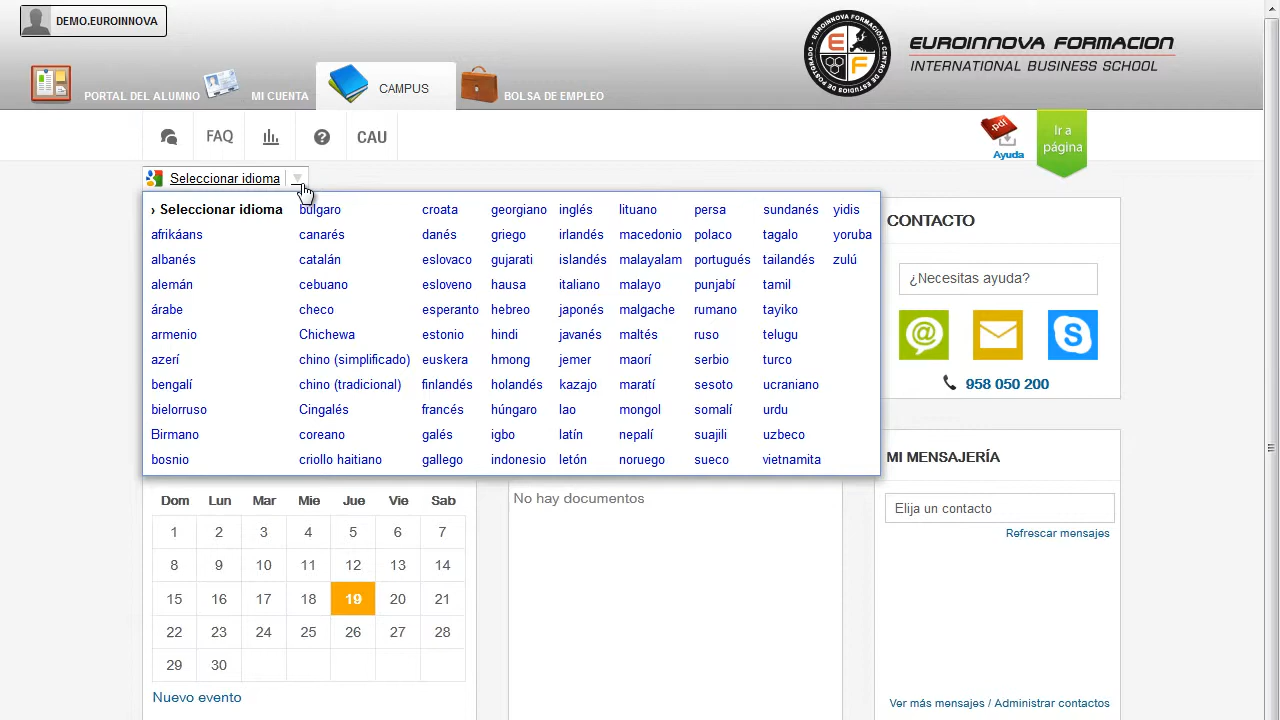 DEMO.EUROINNOVA
EUROINNOVA FORMACIÓN · CENTRO DE ESTUDIOS DE POSTGRADO
E
F
EUROINNOVA FORMACION
INTERNATIONAL BUSINESS SCHOOL
PORTAL DEL ALUMNO
MI CUENTA
CAMPUS
BOLSA DE EMPLEO
FAQ
?
CAU
.pdf
Ayuda
Ir a
página
Seleccionar idioma
› Seleccionar idioma búlgaro croata georgiano inglés lituano persa sundanés yidis
afrikáans canarés danés griego irlandés macedonio polaco tagalo yoruba
albanés catalán eslovaco gujarati islandés malayalam portugués tailandés zulú
alemán cebuano esloveno hausa italiano malayo punjabí tamil
árabe checo esperanto hebreo japonés malgache rumano tayiko
armenio Chichewa estonio hindi javanés maltés ruso telugu
azerí chino (simplificado) euskera hmong jemer maorí serbio turco
bengalí chino (tradicional) finlandés holandés kazajo maratí sesoto ucraniano
bielorruso Cingalés francés húngaro lao mongol somalí urdu
Birmano coreano galés igbo latín nepalí suajili uzbeco
bosnio criollo haitiano gallego indonesio letón noruego sueco vietnamita
CONTACTO
¿Necesitas ayuda?
958 050 200
Dom Lun Mar Mie Jue Vie Sab
1 2 3 4 5 6 7
8 9 10 11 12 13 14
15 16 17 18 19 20 21
22 23 24 25 26 27 28
29 30
Nuevo evento
No hay documentos
MI MENSAJERÍA
Elija un contacto
Refrescar mensajes
Ver más mensajes / Administrar contactos